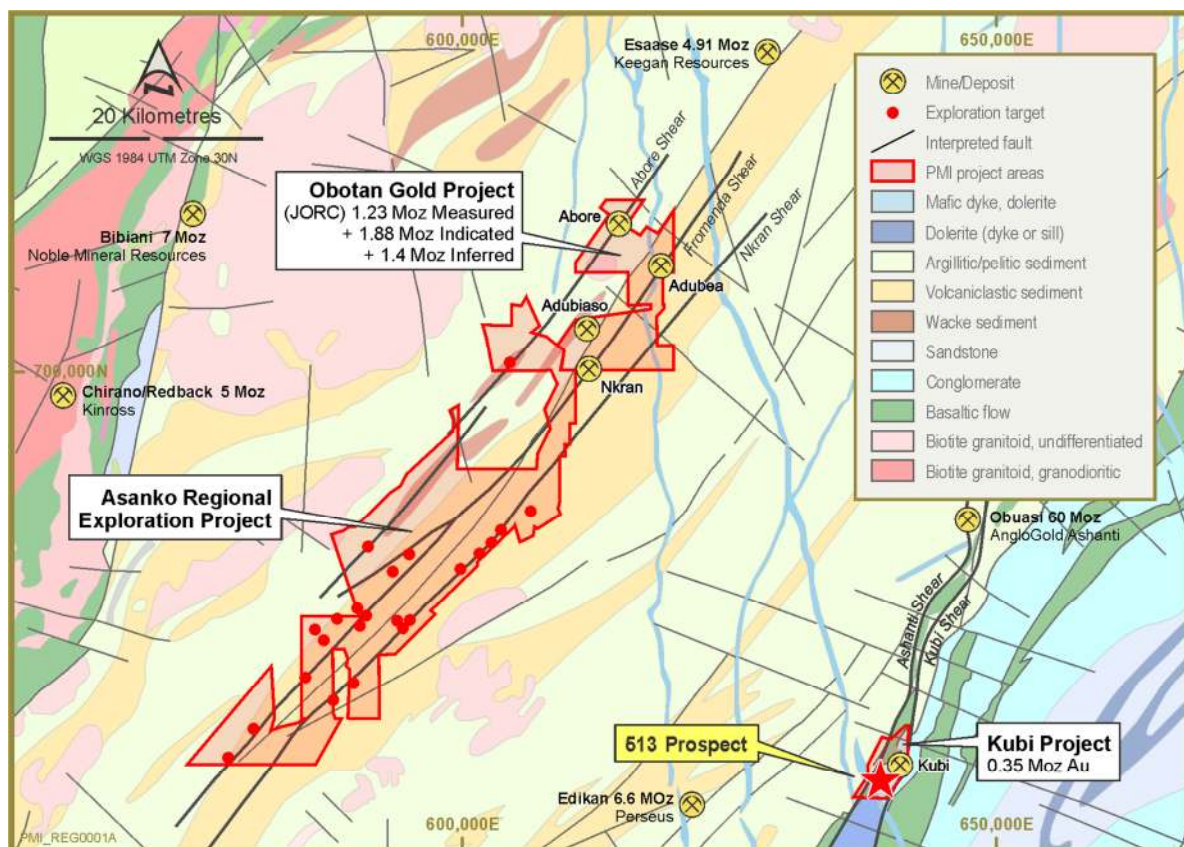 600,000E
650,000E
Esaase 4.91 Moz
Keegan Resources
20 Kilometres
WGS 1984 UTM Zone 30N
Bibiani 7 Moz
Noble Mineral Resources
Obotan Gold Project
(JORC) 1.23 Moz Measured
+ 1.88 Moz Indicated
+ 1.4 Moz Inferred
Abore Shear
Fromenda Shear
Nkran Shear
Abore
Adubea
Adubiaso
Nkran
700,000N
Chirano/Redback 5 Moz
Kinross
Asanko Regional
Exploration Project
Mine/Deposit
Exploration target
Interpreted fault
PMI project areas
Mafic dyke, dolerite
Dolerite (dyke or sill)
Argillitic/pelitic sediment
Volcaniclastic sediment
Wacke sediment
Sandstone
Conglomerate
Basaltic flow
Biotite granitoid, undifferentiated
Biotite granitoid, granodioritic
Obuasi 60 Moz
AngloGold Ashanti
Ashanti Shear
Kubi Shear
513 Prospect
Kubi
Kubi Project
0.35 Moz Au
Edikan 6.6 MOz
Perseus
PMI_REG0001A
600,000E
650,000E